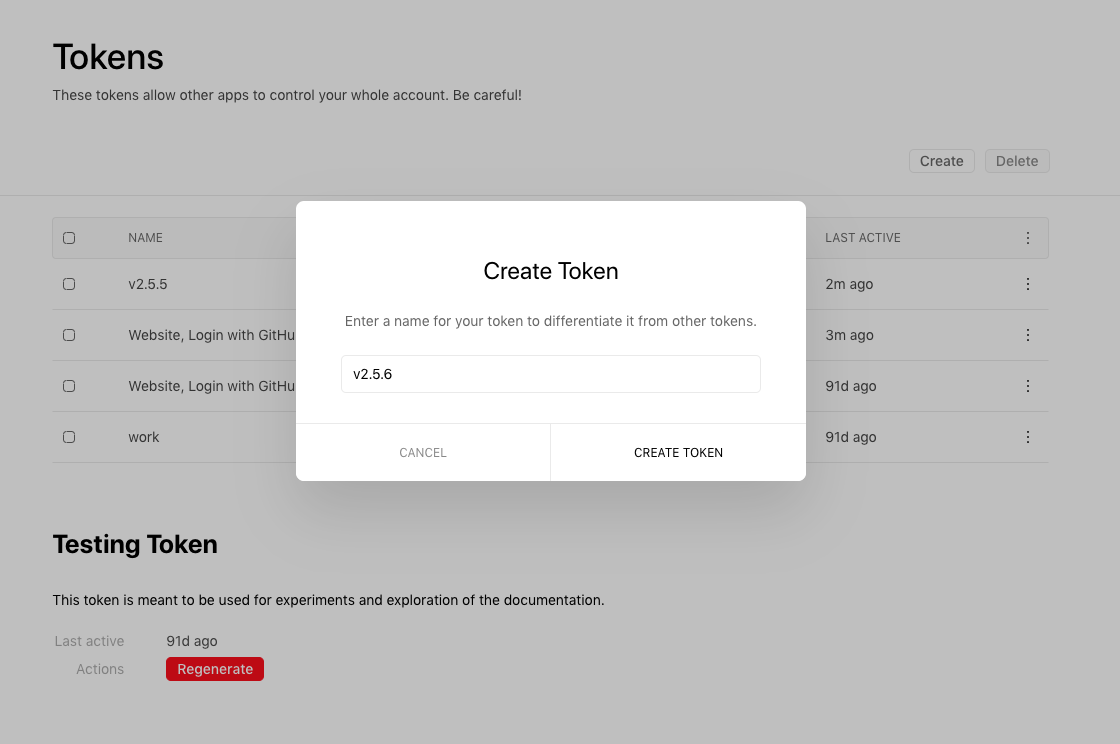 Tokens
These tokens allow other apps to control your whole account. Be careful!
Create Delete
NAME LAST ACTIVE
v2.5.5 2m ago
Website, Login with GitHu 3m ago
Website, Login with GitHu 91d ago
work 91d ago
Create Token
Enter a name for your token to differentiate it from other tokens.
v2.5.6
CANCEL CREATE TOKEN
Testing Token
This token is meant to be used for experiments and exploration of the documentation.
Last active 91d ago
Actions Regenerate